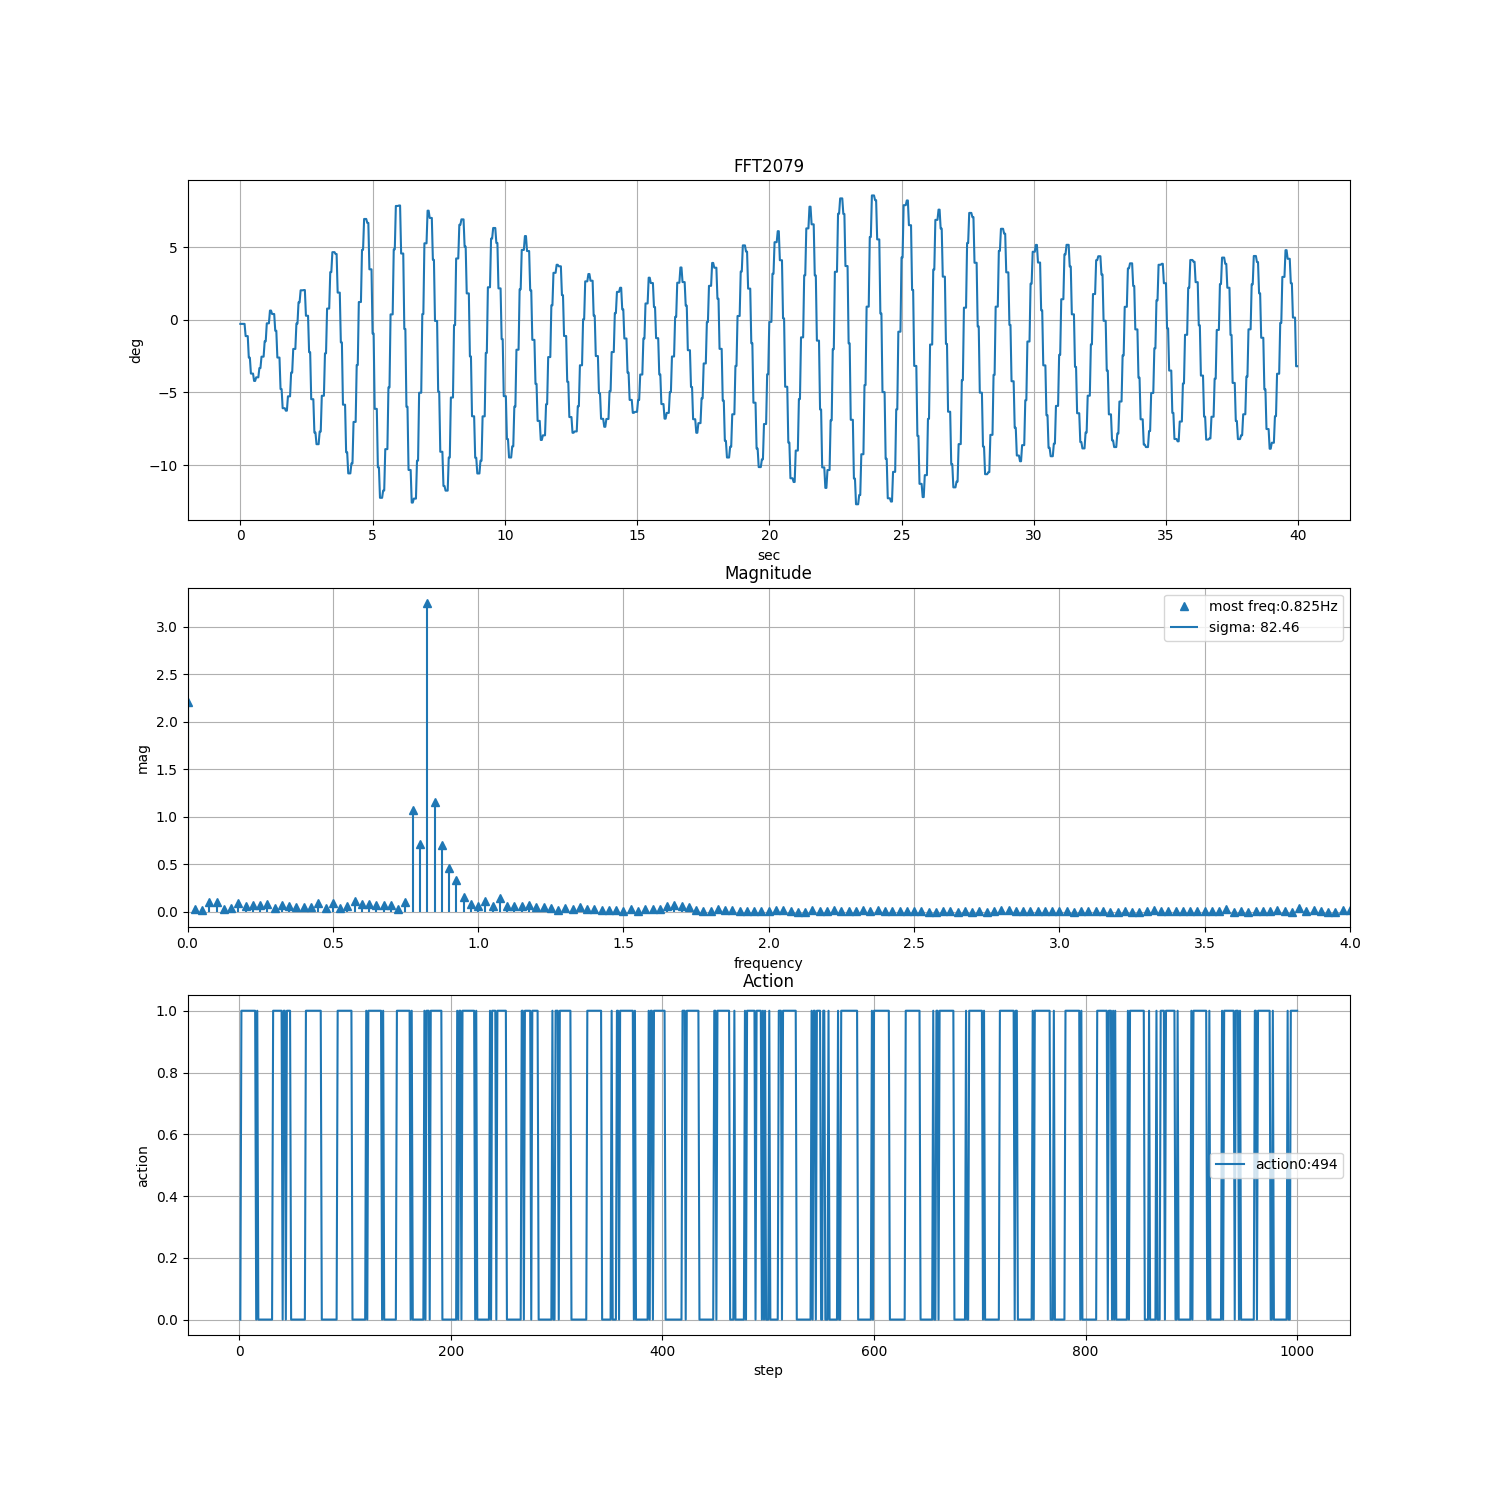 FFT2079
5
0
−5
−10
deg
0 5 10 15 20 25 30 35 40
sec
Magnitude
most freq:0.825Hz
sigma: 82.46
3.0
2.5
2.0
1.5
1.0
0.5
0.0
mag
0.0 0.5 1.0 1.5 2.0 2.5 3.0 3.5 4.0
frequency
Action
1.0
0.8
0.6
0.4
0.2
0.0
action
action0:494
0 200 400 600 800 1000
step